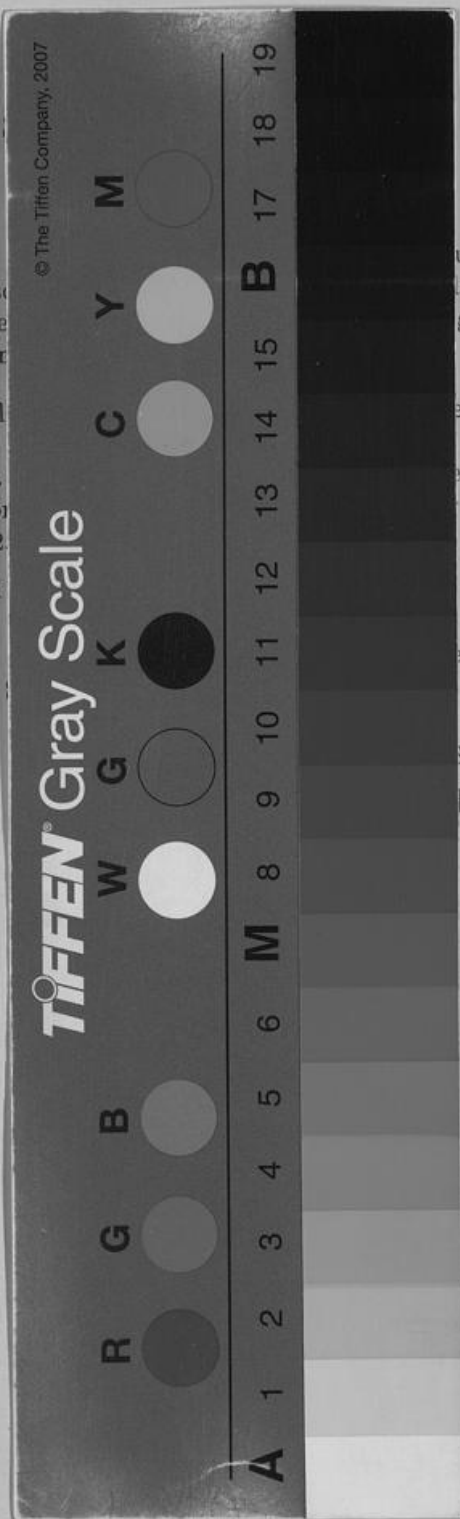 © The Tiffen Company, 2007
TIFFEN® Gray Scale
R G B W G K C Y M
A 1 2 3 4 5 6 M 8 9 10 11 12 13 14 15 B 17 18 19